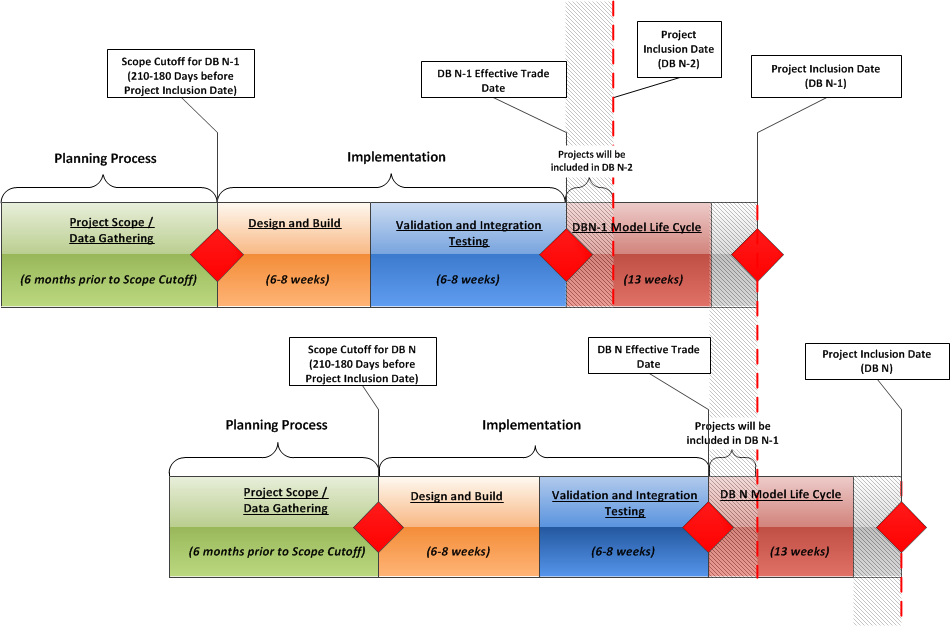 Project
Inclusion Date
(DB N-2)
Scope Cutoff for DB N-1
(210-180 Days before
Project Inclusion Date)
DB N-1 Effective Trade
Date
Project Inclusion Date
(DB N-1)
Planning Process
Implementation
Projects will be
included in DB N-2
Project Scope /
Data Gathering
Design and Build
Validation and Integration
Testing
DBN-1 Model Life Cycle
(6 months prior to Scope Cutoff)
(6-8 weeks)
(6-8 weeks)
(13 weeks)
Scope Cutoff for DB N
(210-180 Days before
Project Inclusion Date)
DB N Effective Trade
Date
Project Inclusion Date
(DB N)
Planning Process
Implementation
Projects will be
included in DB N-1
Project Scope /
Data Gathering
Design and Build
Validation and Integration
Testing
DB N Model Life Cycle
(6 months prior to Scope Cutoff)
(6-8 weeks)
(6-8 weeks)
(13 weeks)